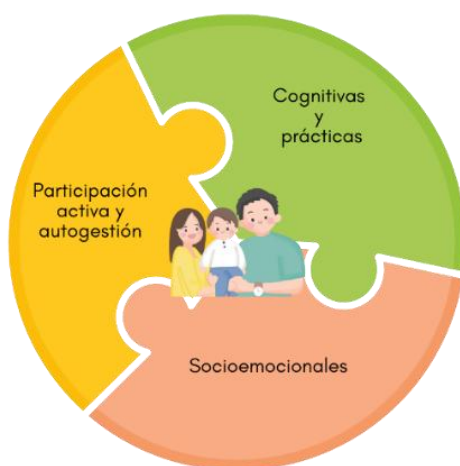 Cognitivas
y
prácticas
Participación
activa y
autogestión
Socioemocionales